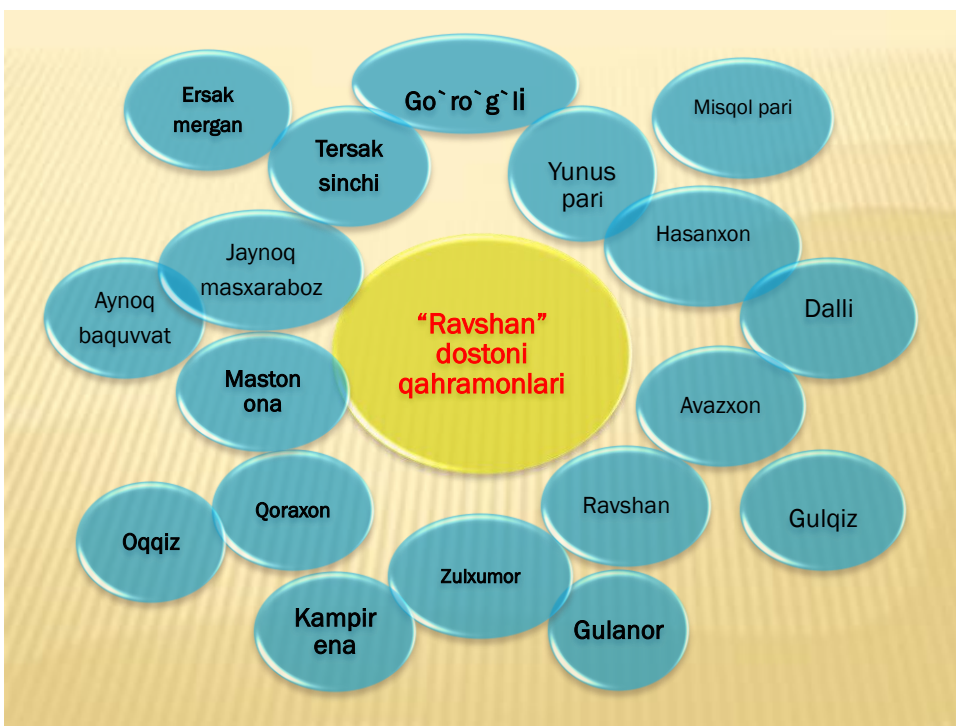 Ersak
mergan
Go`ro`g`li
Misqol pari
Tersak
sinchi
Yunus
pari
Hasanxon
Jaynoq
masxaraboz
Aynoq
baquvvat
Dalli
“Ravshan”
dostoni
qahramonlari
Maston
ona
Avazxon
Qoraxon
Ravshan
Gulqiz
Oqqiz
Zulxumor
Kampir
ena
Gulanor